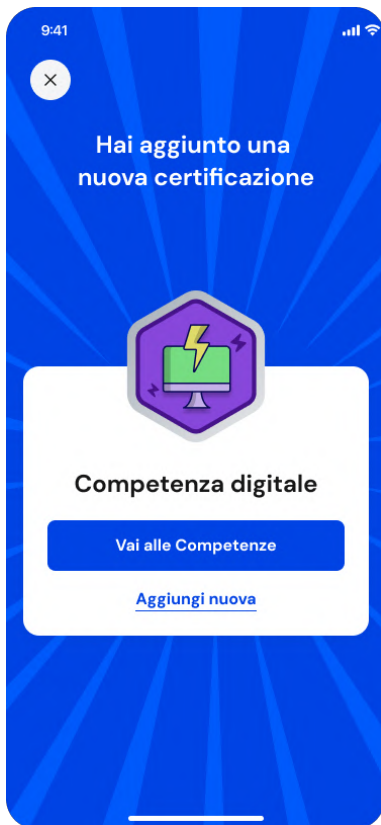 9:41
Hai aggiunto una
nuova certificazione
Competenza digitale
Vai alle Competenze
Aggiungi nuova